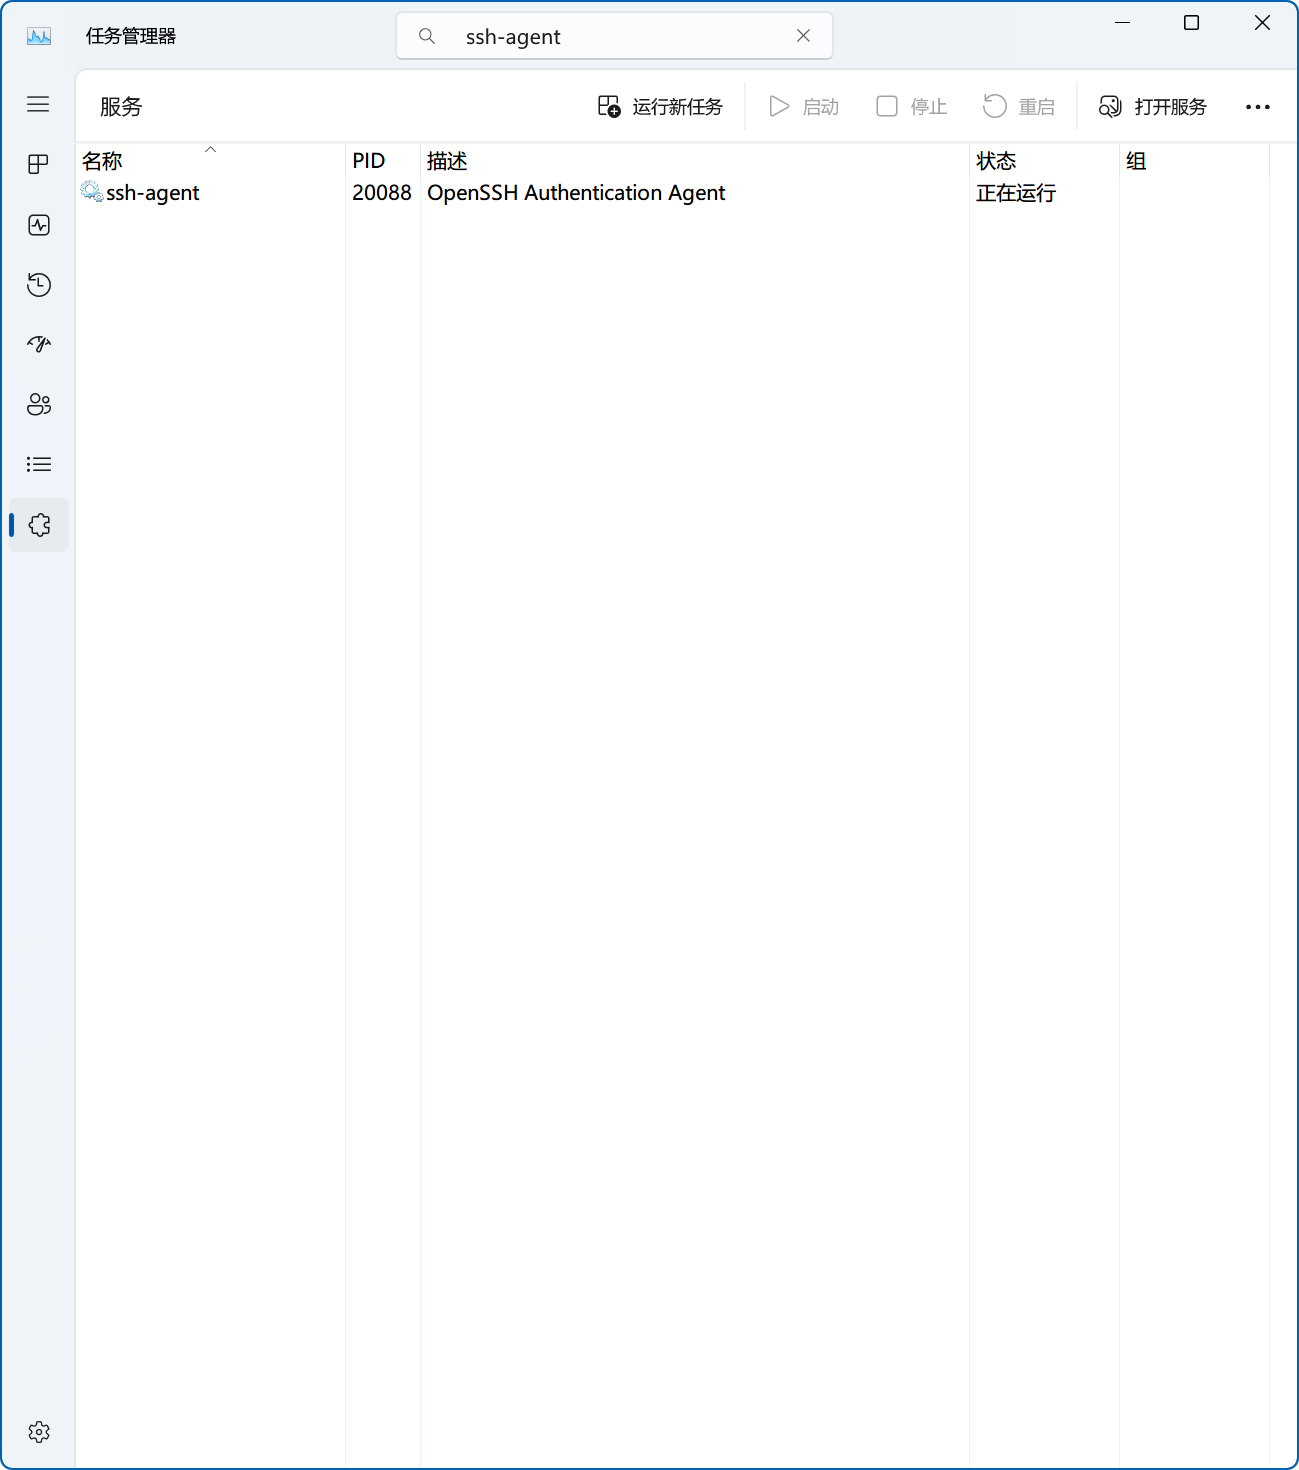 任务管理器
ssh-agent
服务
运行新任务
启动
停止
重启
打开服务
名称 PID 描述 状态 组
ssh-agent 20088 OpenSSH Authentication Agent 正在运行